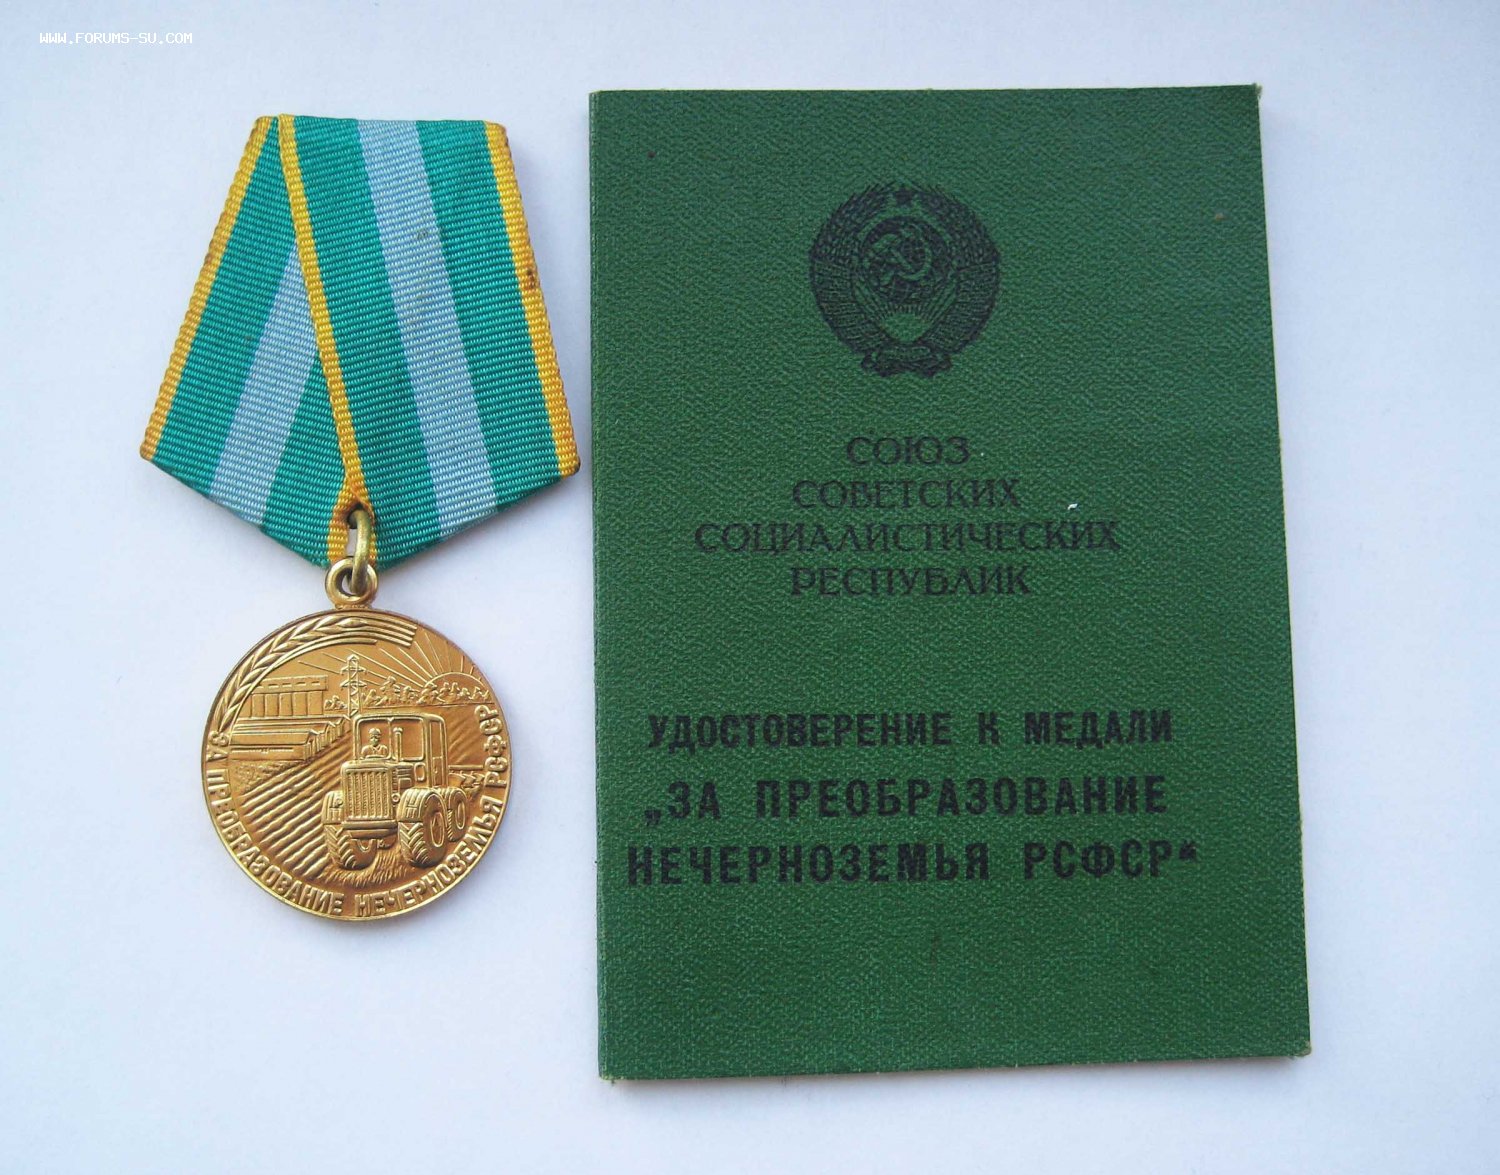 WWW.FORUMS-SU.COM
ЗА ПРЕОБРАЗОВАНИЕ НЕЧЕРНОЗЕМЬЯ РСФСР
СОЮЗ
СОВЕТСКИХ
СОЦИАЛИСТИЧЕСКИХ
РЕСПУБЛИК
УДОСТОВЕРЕНИЕ К МЕДАЛИ
„ЗА ПРЕОБРАЗОВАНИЕ
НЕЧЕРНОЗЕМЬЯ РСФСР“